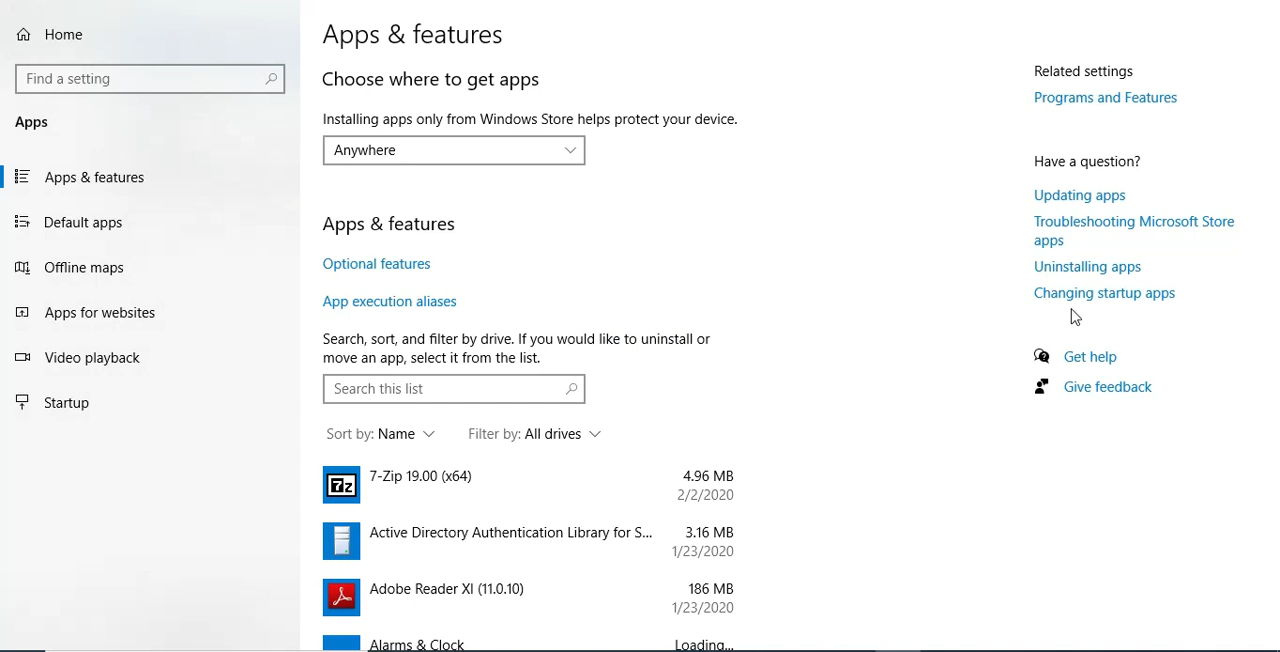 Home
Find a setting
Apps
Apps & features
Default apps
Offline maps
Apps for websites
Video playback
Startup
Apps & features
Choose where to get apps
Installing apps only from Windows Store helps protect your device.
Anywhere
Apps & features
Optional features
App execution aliases
Search, sort, and filter by drive. If you would like to uninstall or
move an app, select it from the list.
Search this list
Sort by: Name Filter by: All drives
7z
7-Zip 19.00 (x64) 4.96 MB
2/2/2020
Active Directory Authentication Library for S... 3.16 MB
1/23/2020
Adobe Reader XI (11.0.10) 186 MB
1/23/2020
Alarms & Clock Loading...
Related settings
Programs and Features
Have a question?
Updating apps
Troubleshooting Microsoft Store
apps
Uninstalling apps
Changing startup apps
Get help
Give feedback